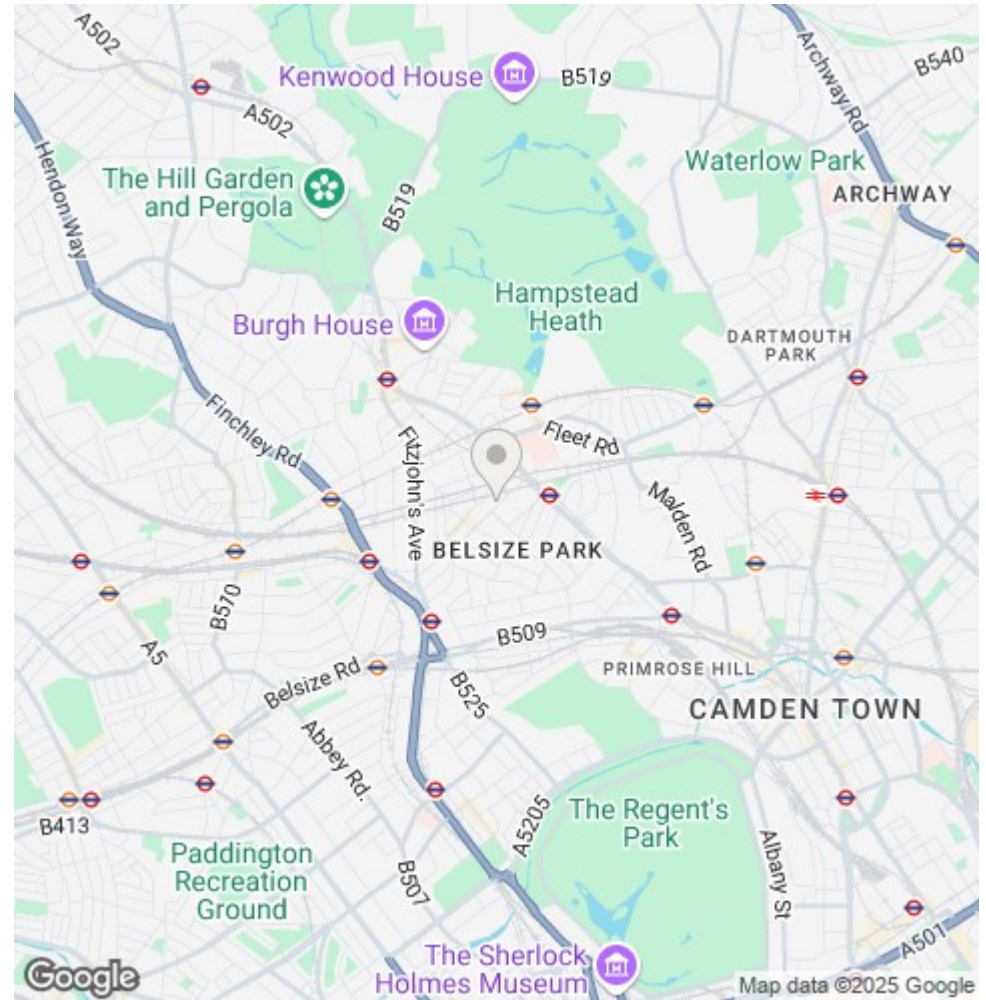 A502
Kenwood House
B519
B540
Archway Rd
A502
Hendon Way
The Hill Garden
and Pergola
B519
Waterlow Park
ARCHWAY
Hampstead
Heath
Burgh House
DARTMOUTH
PARK
Finchley Rd
Fitzjohn's Ave
Fleet Rd
Malden Rd
BELSIZE PARK
B570
A5
B509
Belsize Rd
B525
PRIMROSE HILL
CAMDEN TOWN
Abbey Rd.
A5205
The Regent's
Park
B413
Paddington
Recreation
Ground
B507
Albany St
A501
The Sherlock
Holmes Museum
Google
Map data ©2025 Google